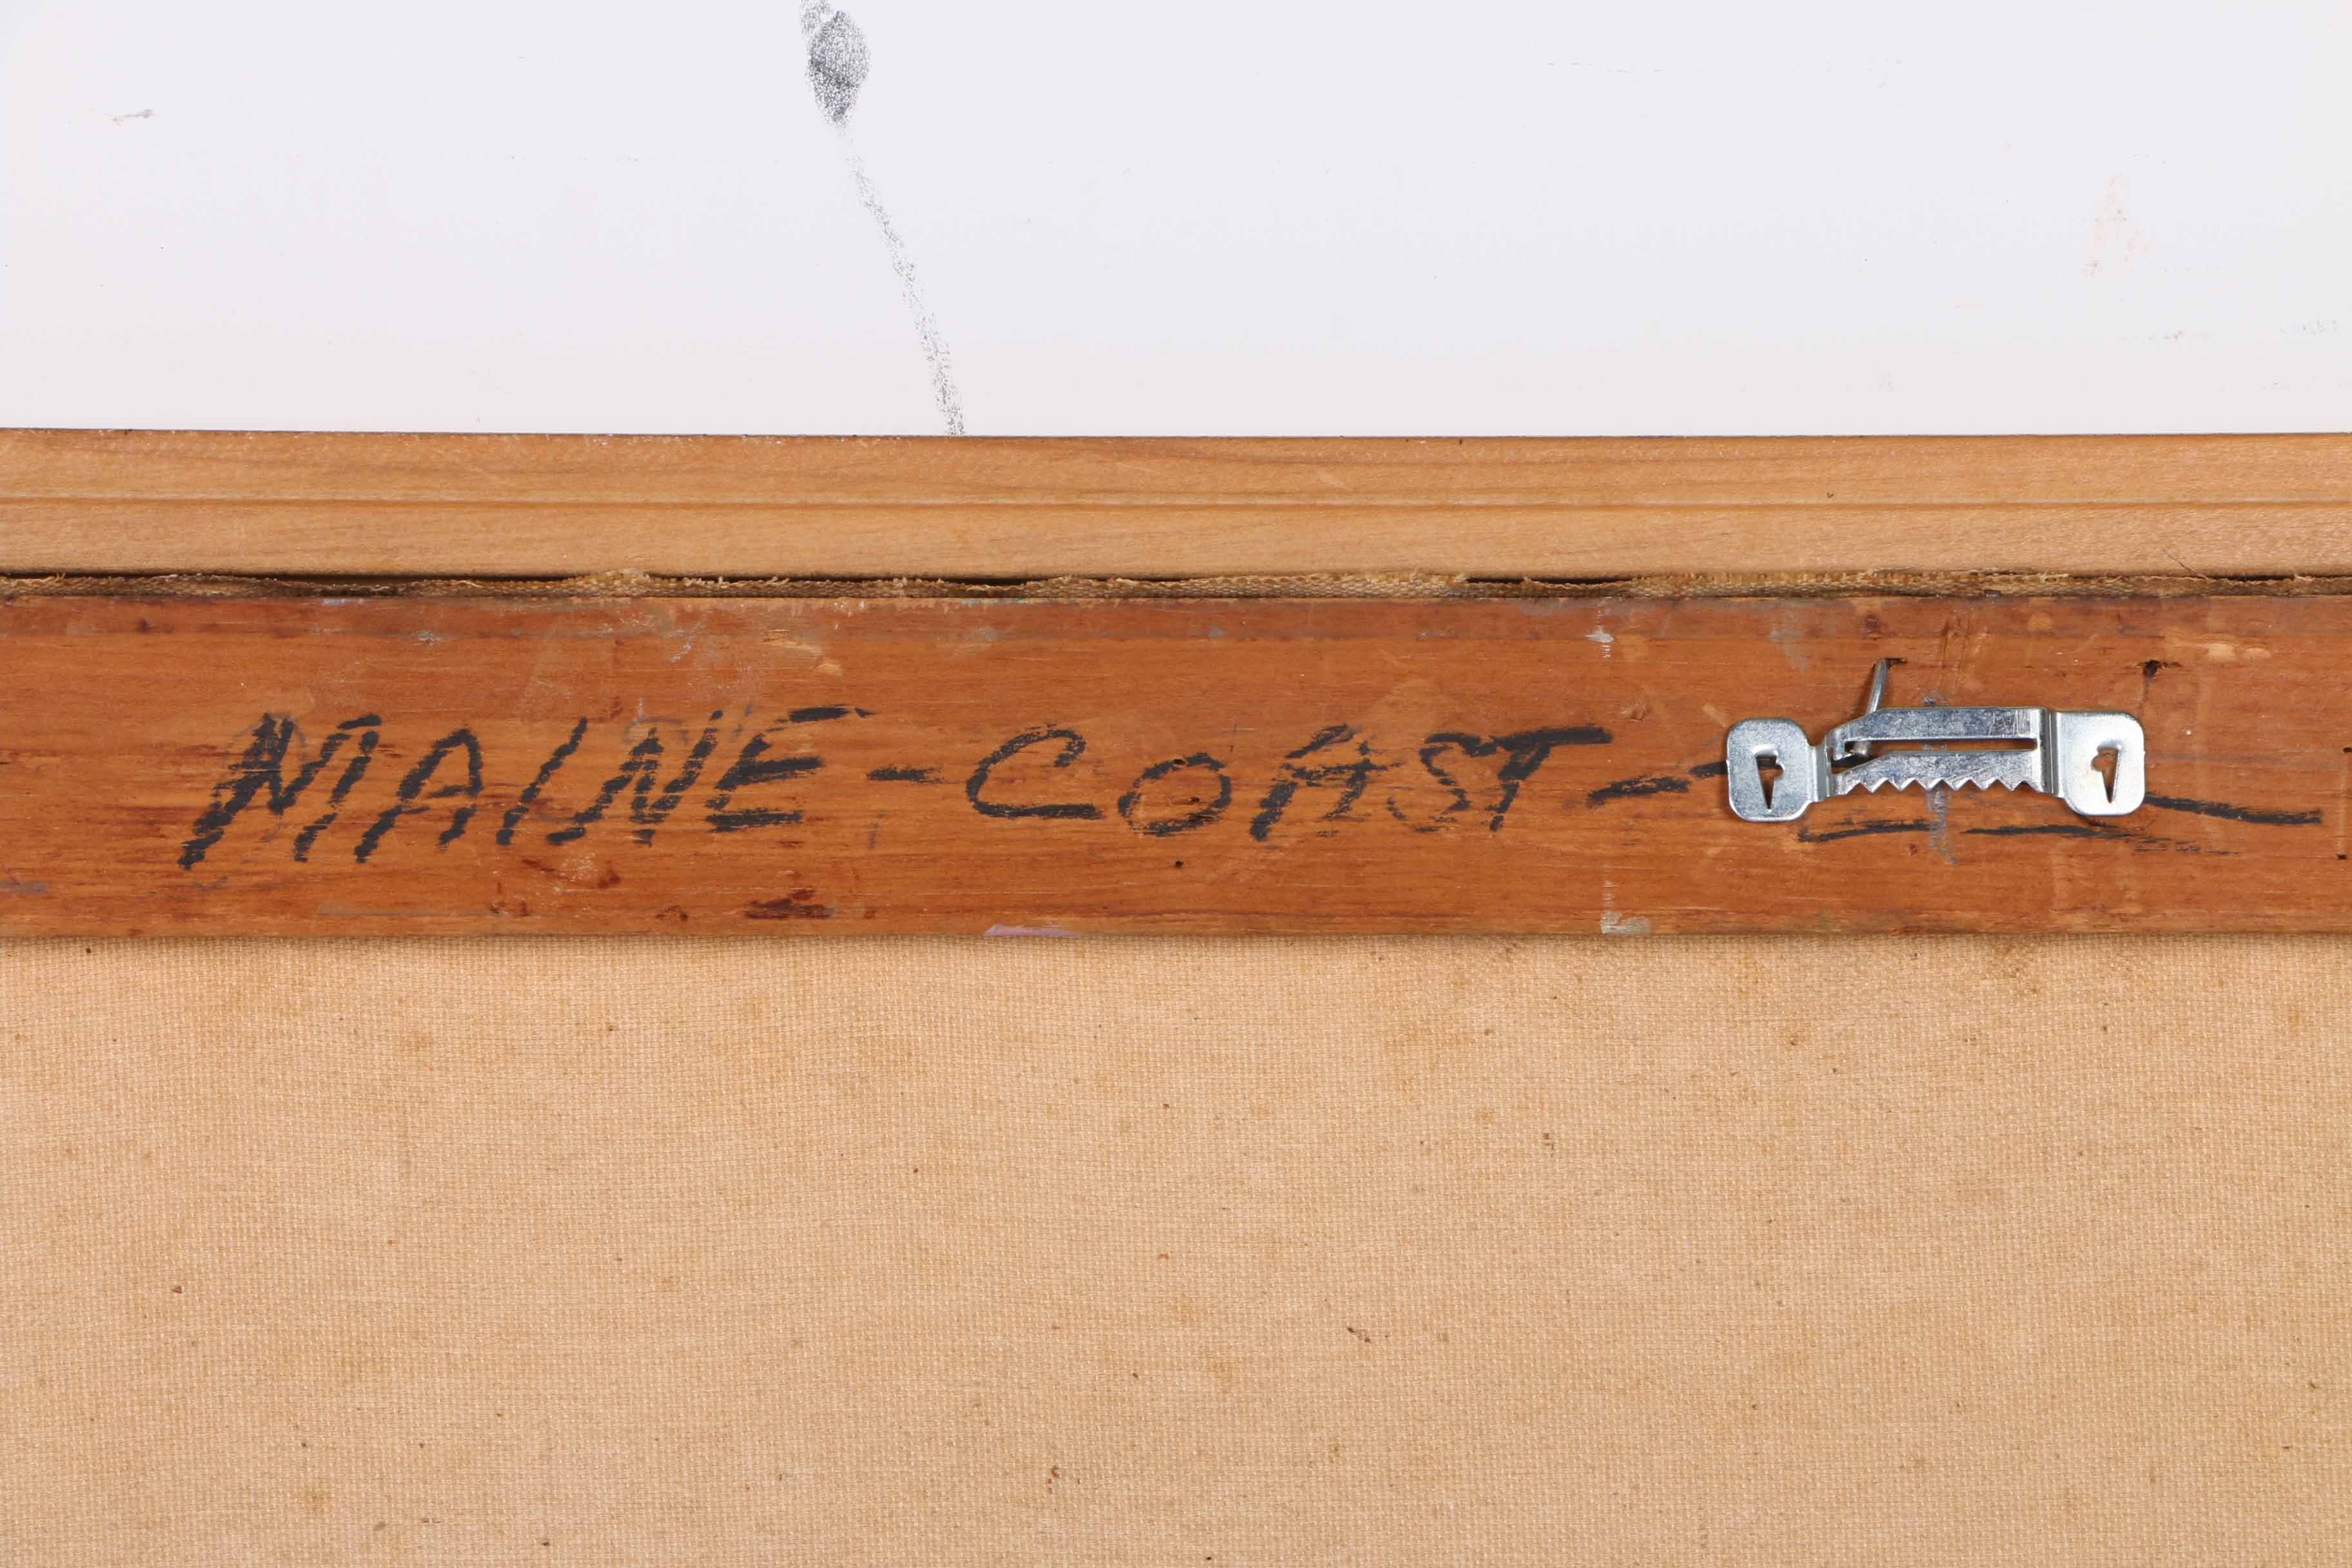 MAINE - COAST -